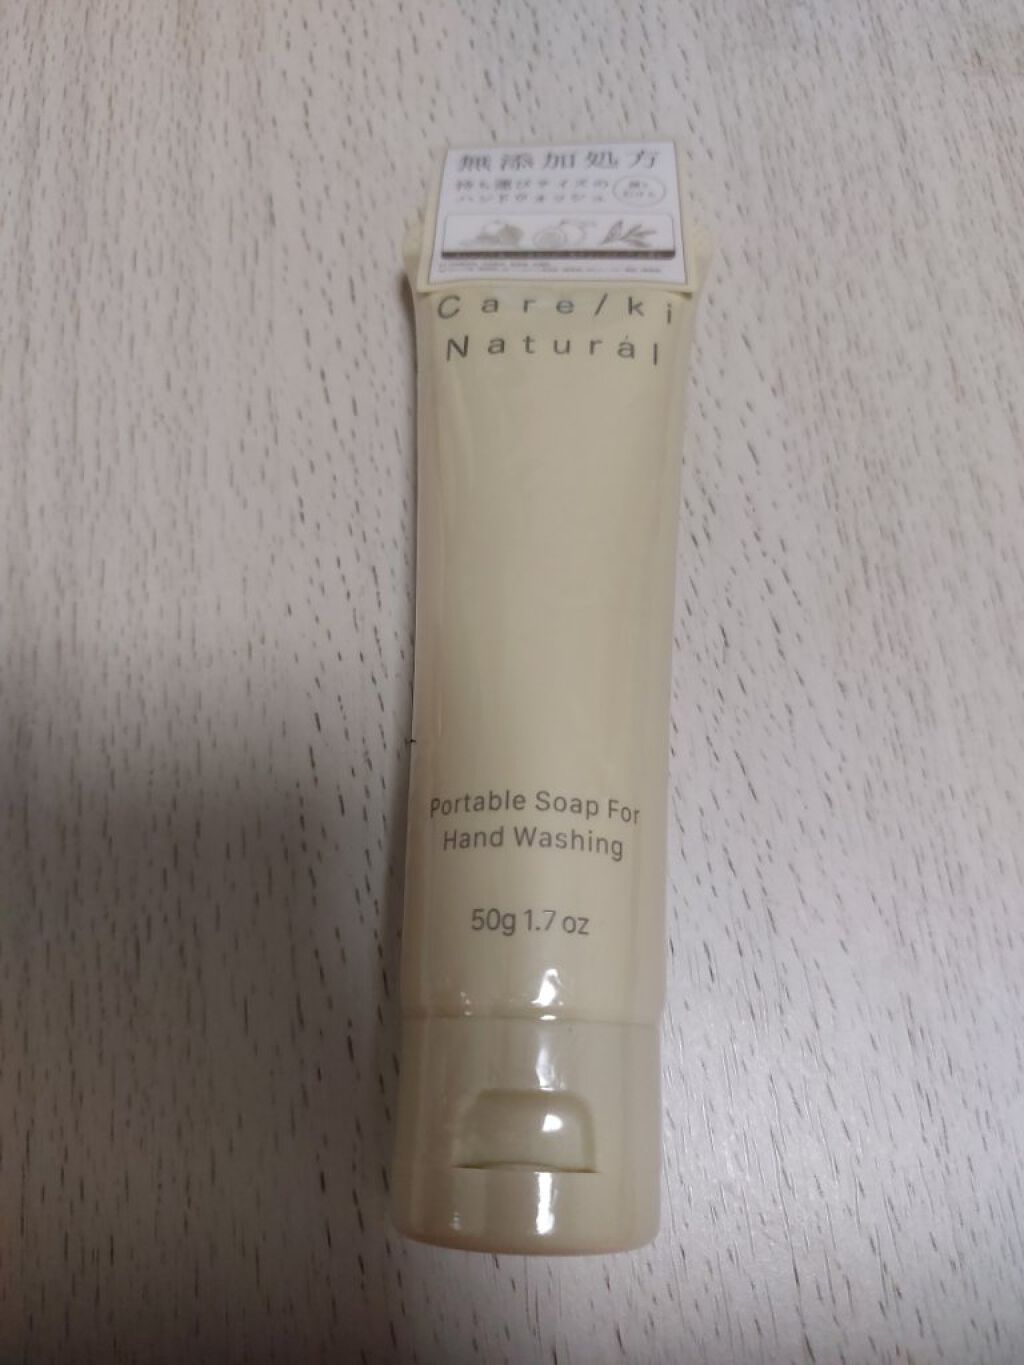 無添加処方
持ち運びサイズの
ハンドウォッシュ
Care/ki
Naturál
Portable Soap For
Hand Washing
50g 1.7 oz